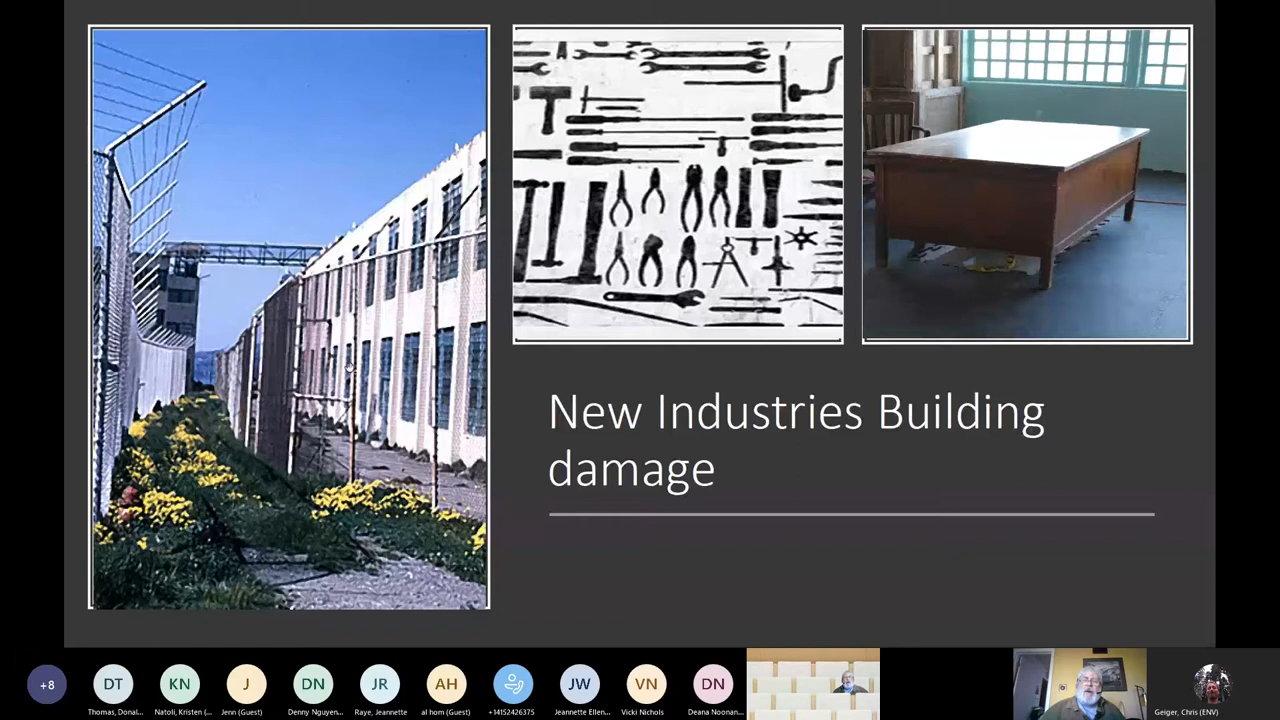 New Industries Building
damage
+8
DT
KN
J
DN
JR
AH
JW
VN
DN
Thomas, Donal...
Natoli, Kristen (...
Jenn (Guest)
Denny Nguyen...
Raye, Jeannette
al hom (Guest)
+14152426375
Jeannette Ellen...
Vicki Nichols
Deana Noonan...
Geiger, Chris (ENV)